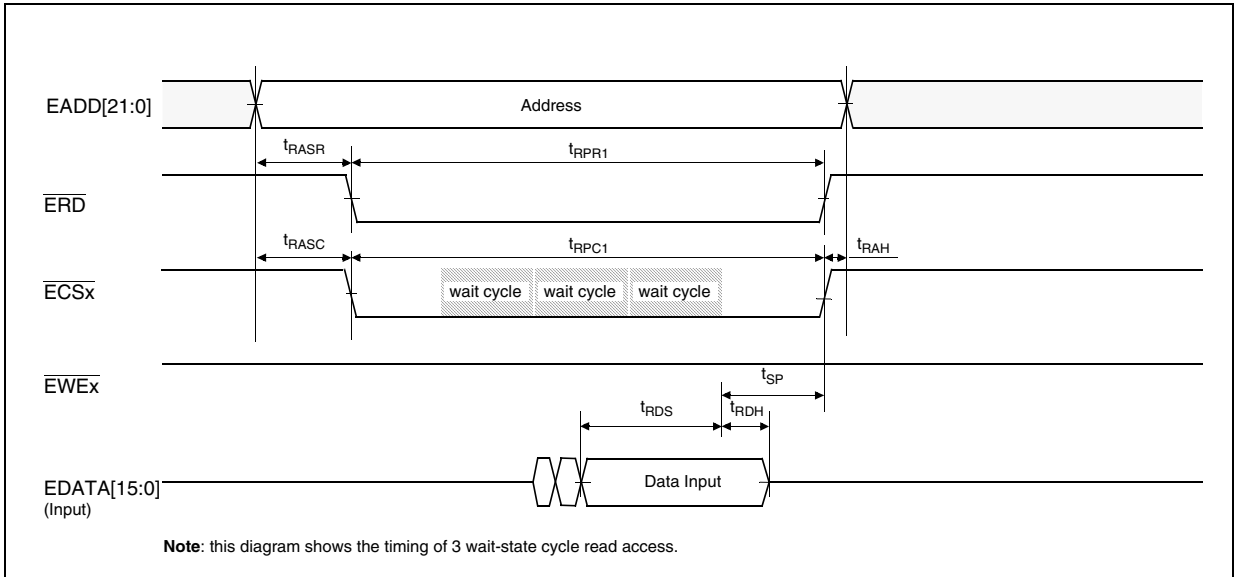 EADD[21:0]
Address
tRASR
tRPR1
ERD
tRASC
tRPC1
tRAH
ECSx
wait cycle wait cycle wait cycle
EWEx
tSP
tRDS
tRDH
EDATA[15:0]
(Input)
Data Input
Note: this diagram shows the timing of 3 wait-state cycle read access.